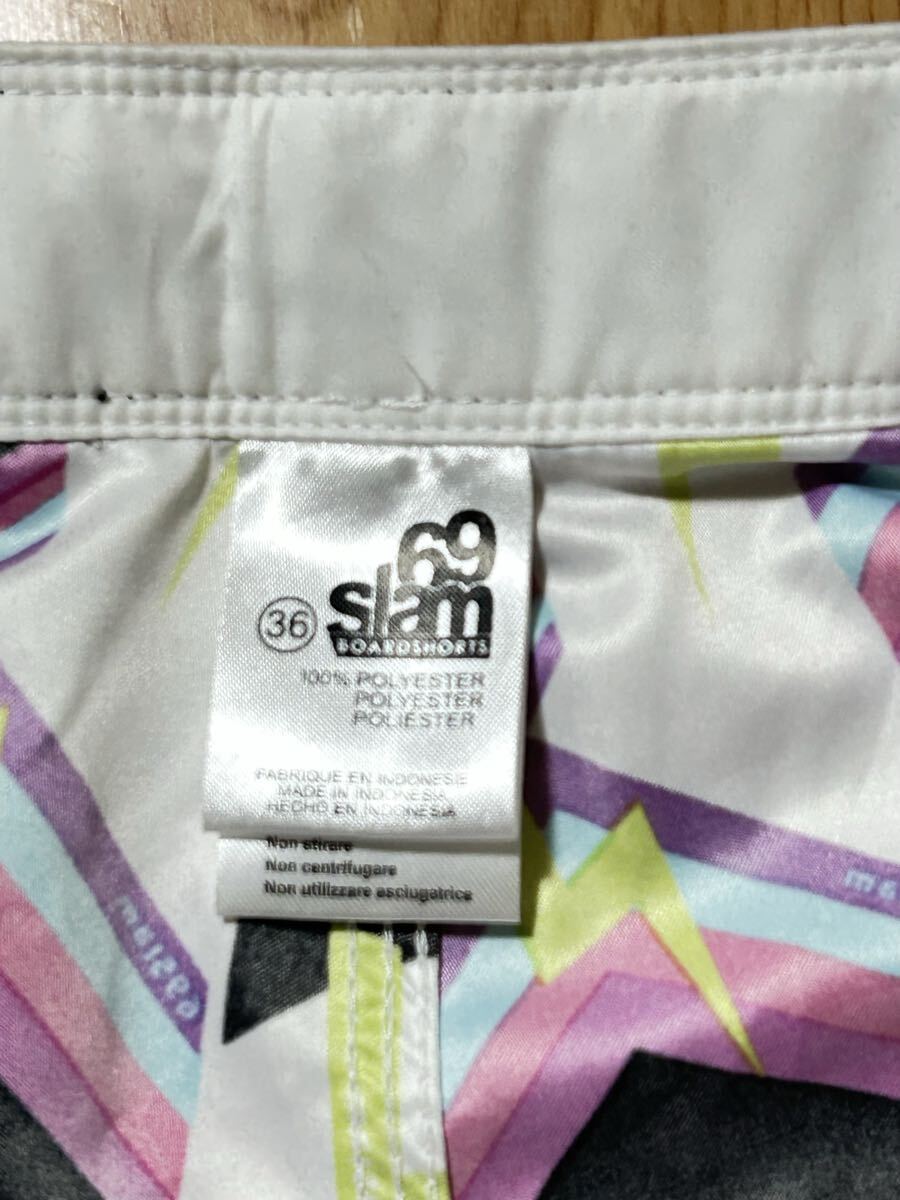 69
slam
BOARDSHORTS
36
100% POLYESTER
POLYESTER
POLIÉSTER
FABRIQUE EN INDONESIE
MADE IN INDONESIA
HECHO EN INDONESIA
Non stirare
Non centrifugare
Non utilizzare asciugatrice